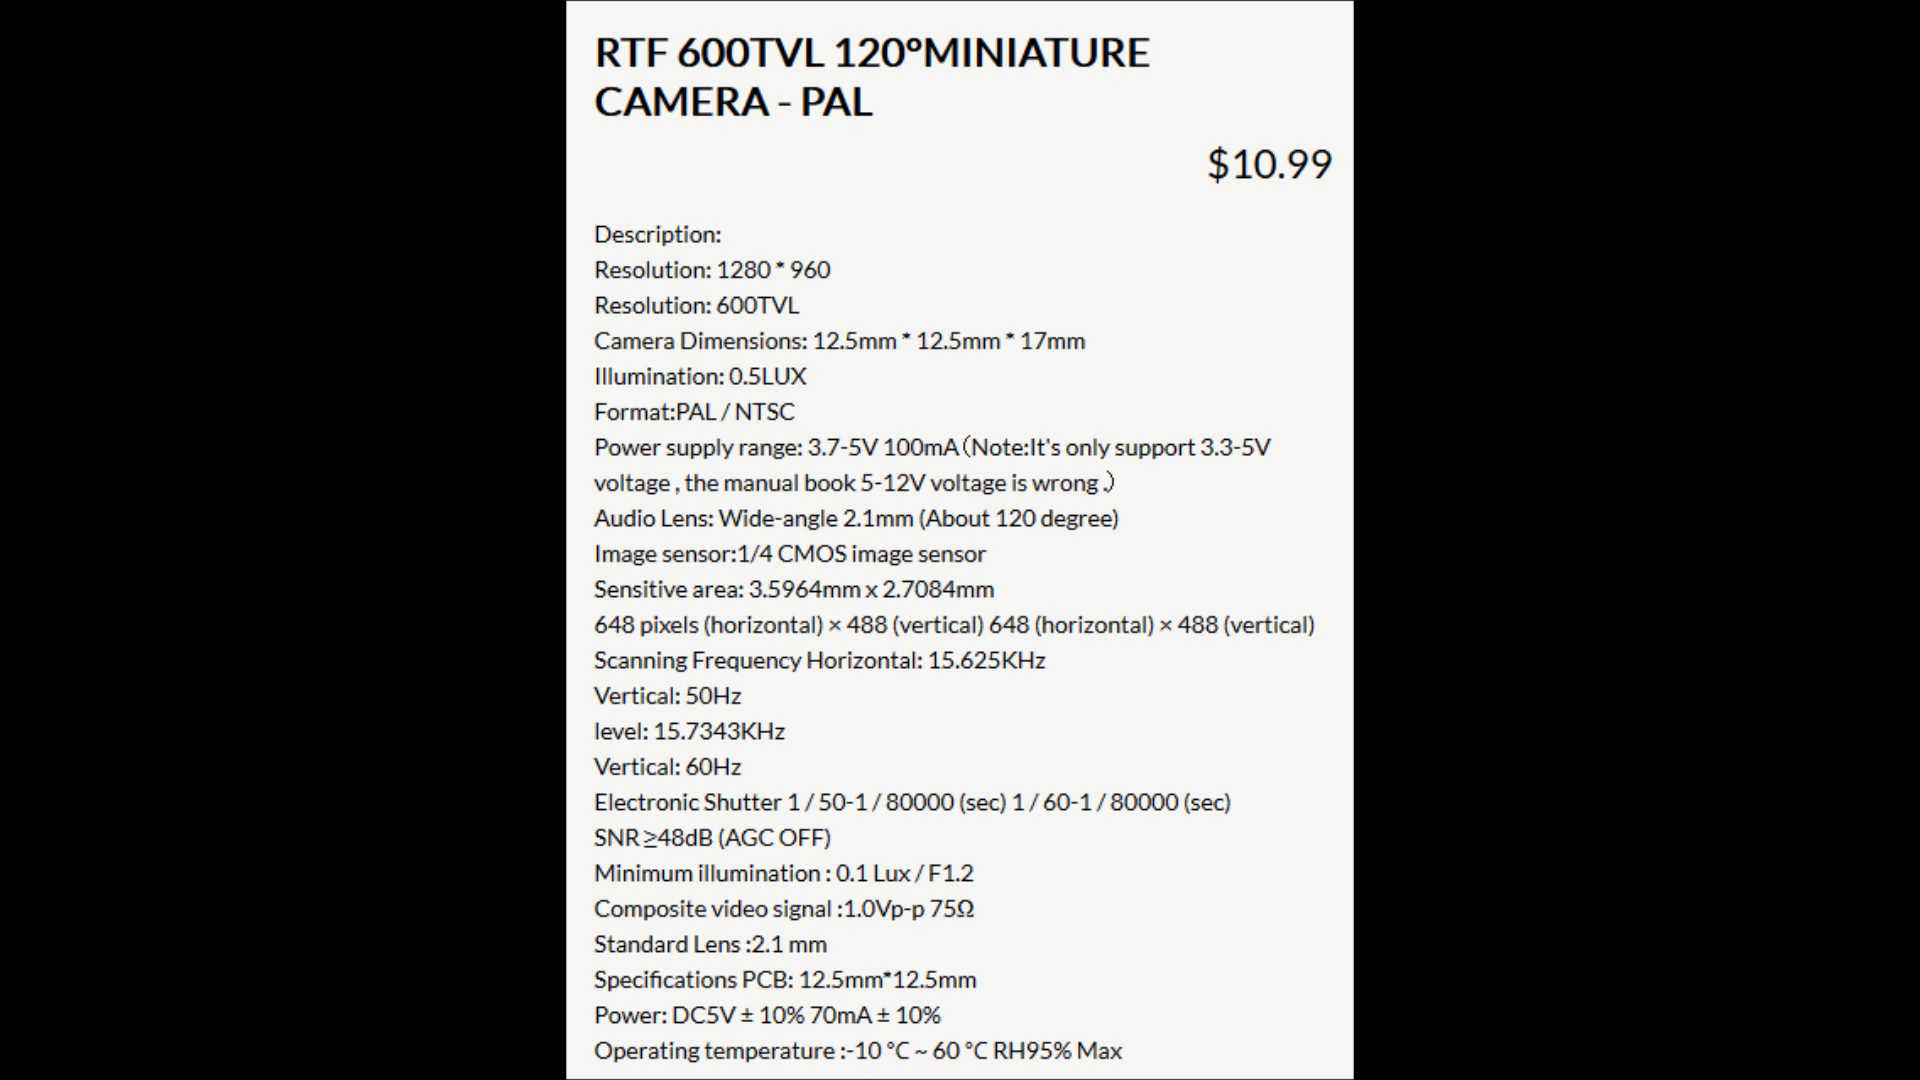 RTF 600TVL 120ºMINIATURE
CAMERA - PAL
$10.99
Description:
Resolution: 1280 * 960
Resolution: 600TVL
Camera Dimensions: 12.5mm * 12.5mm * 17mm
Illumination: 0.5LUX
Format:PAL / NTSC
Power supply range: 3.7-5V 100mA（Note:It's only support 3.3-5V
voltage , the manual book 5-12V voltage is wrong .）
Audio Lens: Wide-angle 2.1mm (About 120 degree)
Image sensor:1/4 CMOS image sensor
Sensitive area: 3.5964mm x 2.7084mm
648 pixels (horizontal) × 488 (vertical) 648 (horizontal) × 488 (vertical)
Scanning Frequency Horizontal: 15.625KHz
Vertical: 50Hz
level: 15.7343KHz
Vertical: 60Hz
Electronic Shutter 1 / 50-1 / 80000 (sec) 1 / 60-1 / 80000 (sec)
SNR ≥48dB (AGC OFF)
Minimum illumination : 0.1 Lux / F1.2
Composite video signal :1.0Vp-p 75Ω
Standard Lens :2.1 mm
Specifications PCB: 12.5mm*12.5mm
Power: DC5V ± 10% 70mA ± 10%
Operating temperature :-10 °C ~ 60 °C RH95% Max